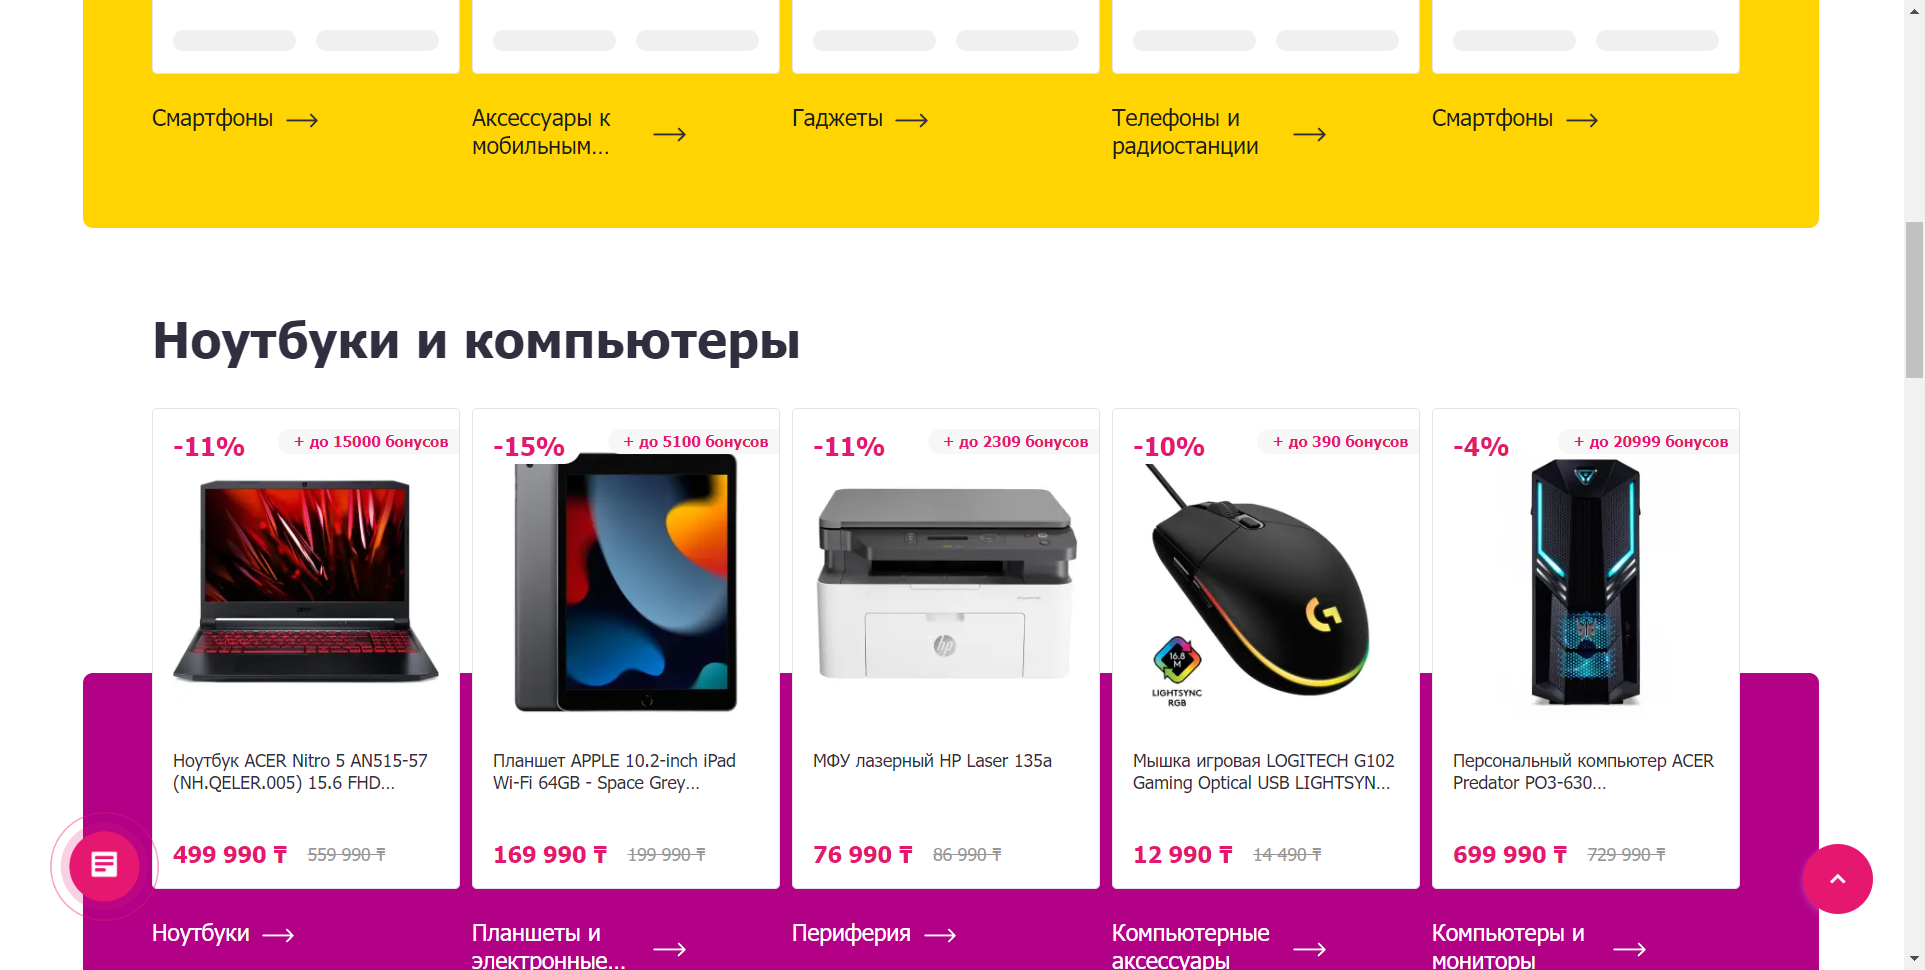 Смартфоны
Аксессуары к
мобильным...
Гаджеты
Телефоны и
радиостанции
Смартфоны
Ноутбуки и компьютеры
-11%
+ до 15000 бонусов
Ноутбук ACER Nitro 5 AN515-57
(NH.QELER.005) 15.6 FHD...
499 990 ₸
559 990 ₸
-15%
+ до 5100 бонусов
Планшет APPLE 10.2-inch iPad
Wi-Fi 64GB - Space Grey...
169 990 ₸
199 990 ₸
-11%
+ до 2309 бонусов
hp
МФУ лазерный HP Laser 135a
76 990 ₸
86 990 ₸
-10%
+ до 390 бонусов
G
16.8
M
LIGHTSYNC
RGB
Мышка игровая LOGITECH G102
Gaming Optical USB LIGHTSYN...
12 990 ₸
14 490 ₸
-4%
+ до 20999 бонусов
Персональный компьютер ACER
Predator PO3-630...
699 990 ₸
729 990 ₸
Ноутбуки
Планшеты и
электронные...
Периферия
Компьютерные
аксессуары
Компьютеры и
мониторы